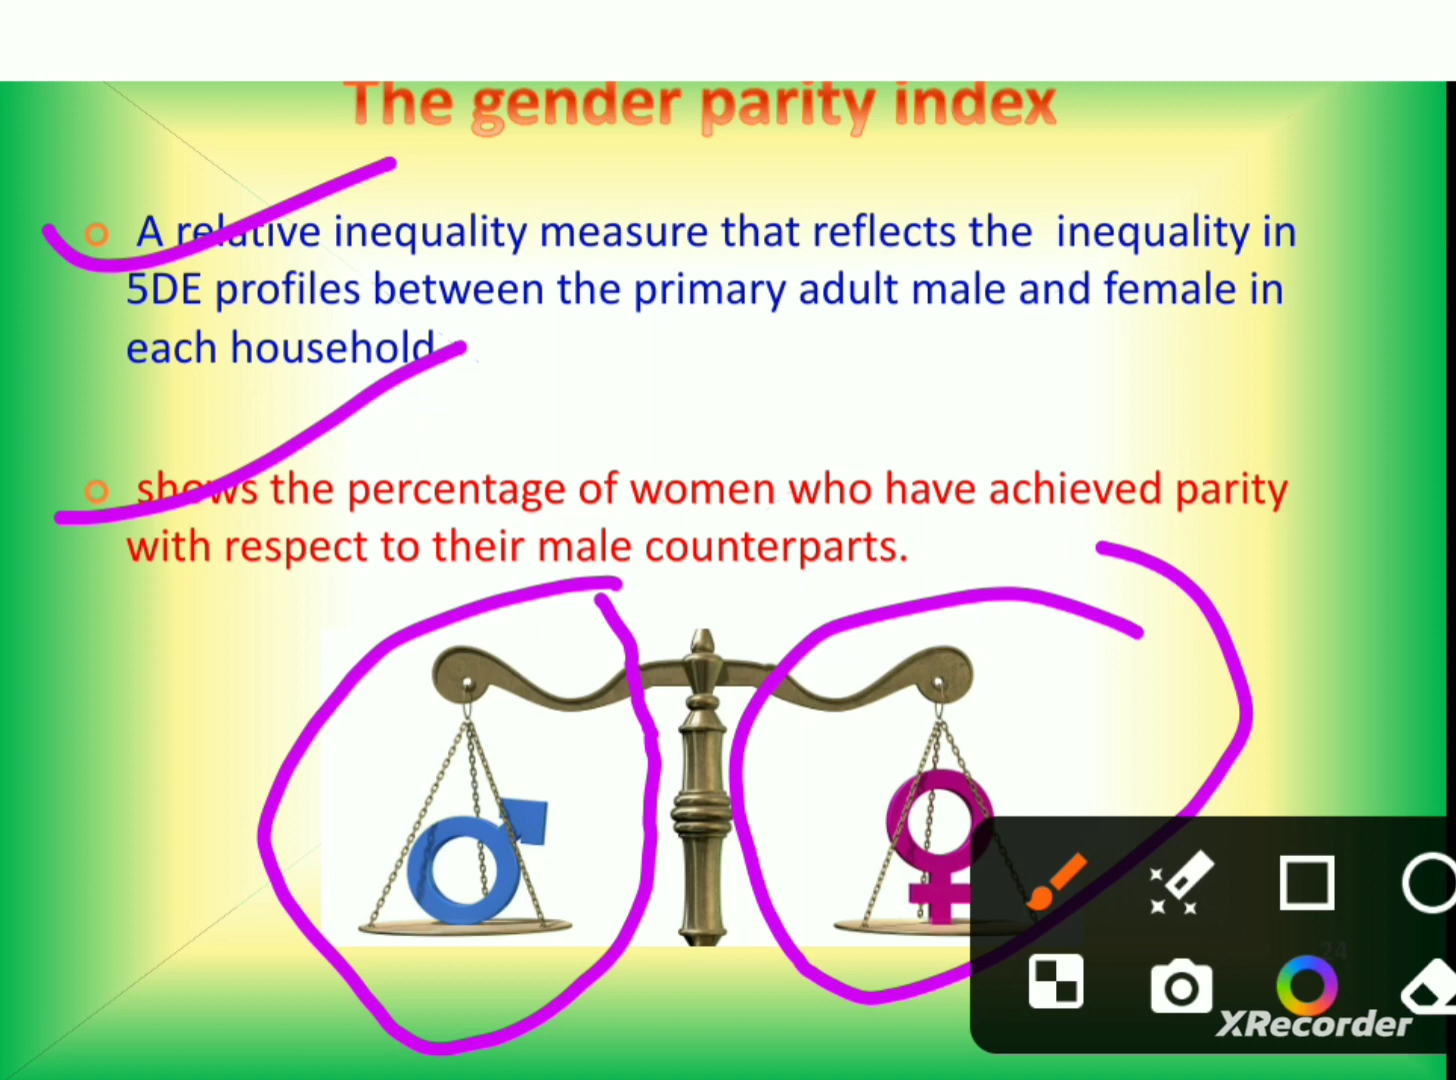 The gender parity index
A relative inequality measure that reflects the inequality in
5DE profiles between the primary adult male and female in
each household
shows the percentage of women who have achieved parity
with respect to their male counterparts.
24
XRecorder